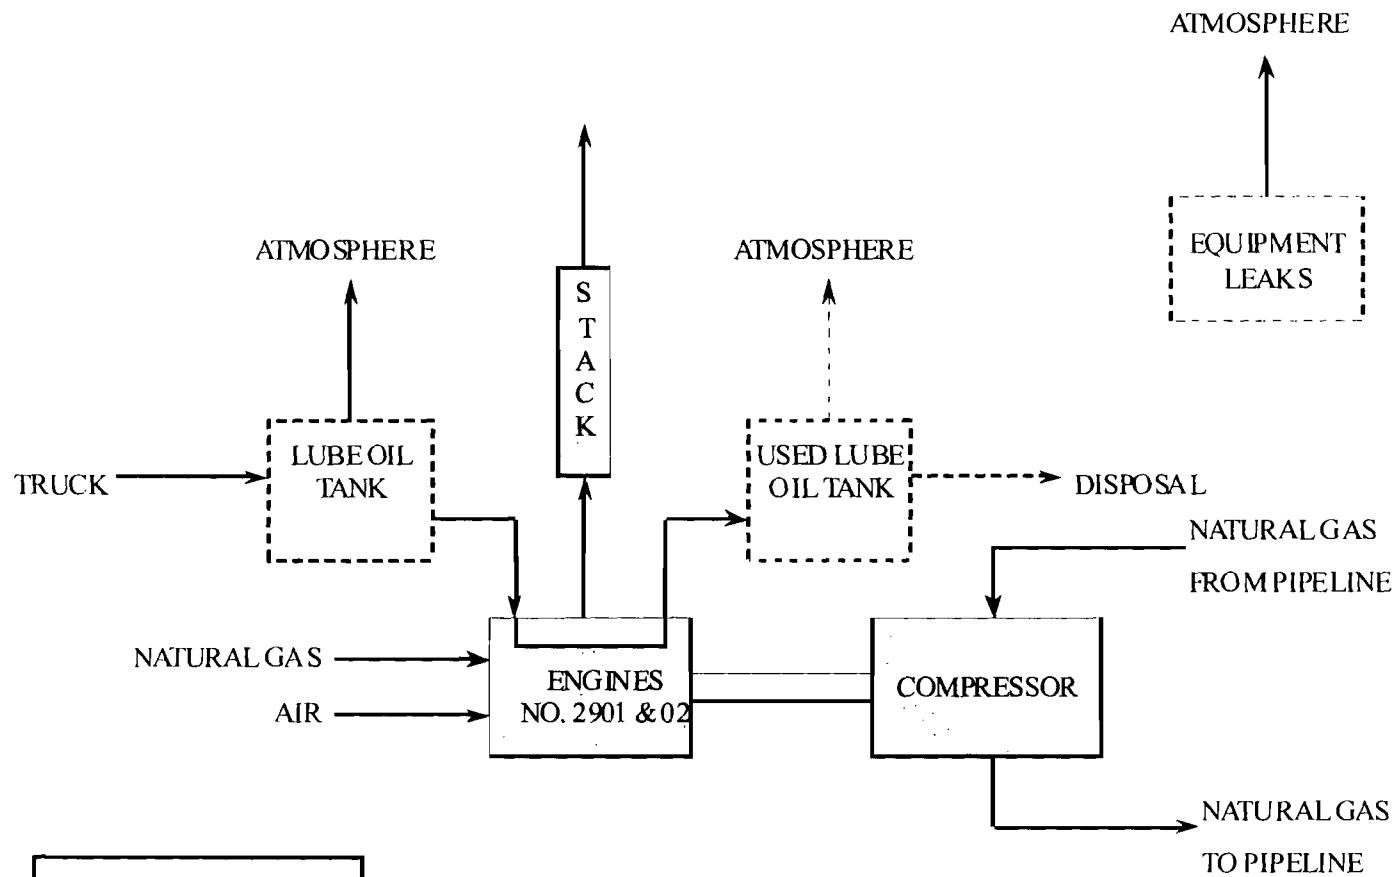 ATMOSPHERE
ATMOSPHERE
ATMOSPHERE
EQUIPMENT
LEAKS
STACK
LUBE OIL
TANK
USED LUBE
OIL TANK
TRUCK
DISPOSAL
NATURAL GAS
FROM PIPELINE
NATURAL GAS
AIR
ENGINES
NO. 2901 & 02
COMPRESSOR
NATURAL GAS
TO PIPELINE